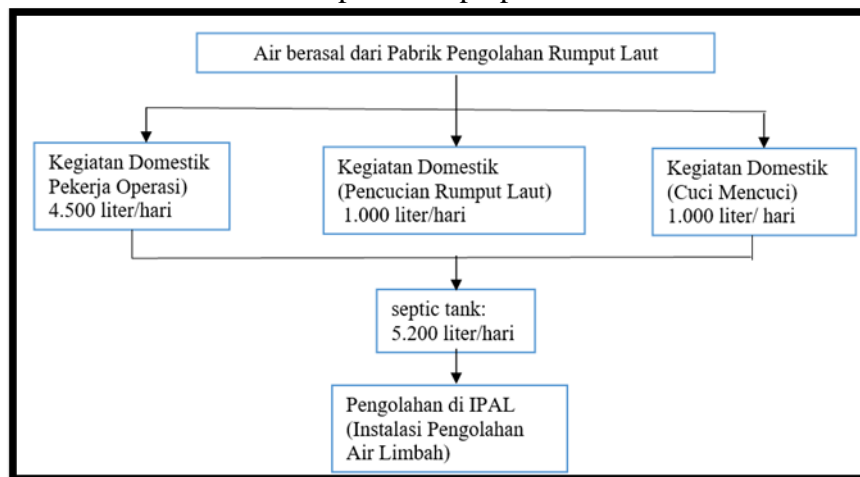 Air berasal dari Pabrik Pengolahan Rumput Laut
Kegiatan Domestik
Pekerja Operasi)
4.500 liter/hari
Kegiatan Domestik
(Pencucian Rumput Laut)
1.000 liter/hari
Kegiatan Domestik
(Cuci Mencuci)
1.000 liter/ hari
septic tank:
5.200 liter/hari
Pengolahan di IPAL
(Instalasi Pengolahan
Air Limbah)